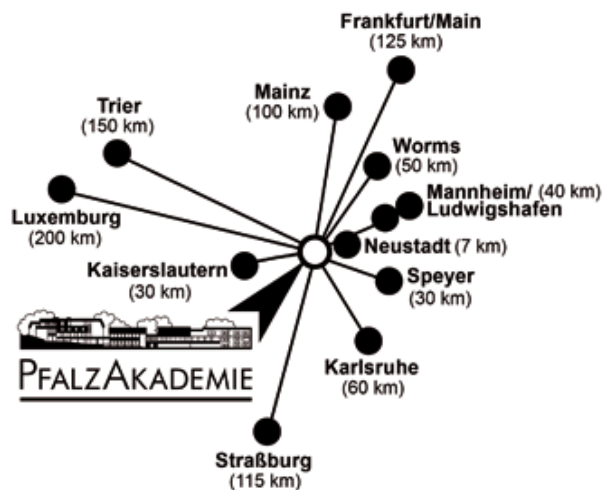 Frankfurt/Main
(125 km)
Mainz
(100 km)
Trier
(150 km)
Worms
(50 km)
Mannheim/ (40 km)
Ludwigshafen
Luxemburg
(200 km)
Neustadt (7 km)
Kaiserslautern
(30 km)
Speyer
(30 km)
PFALZAKADEMIE
Karlsruhe
(60 km)
Straßburg
(115 km)